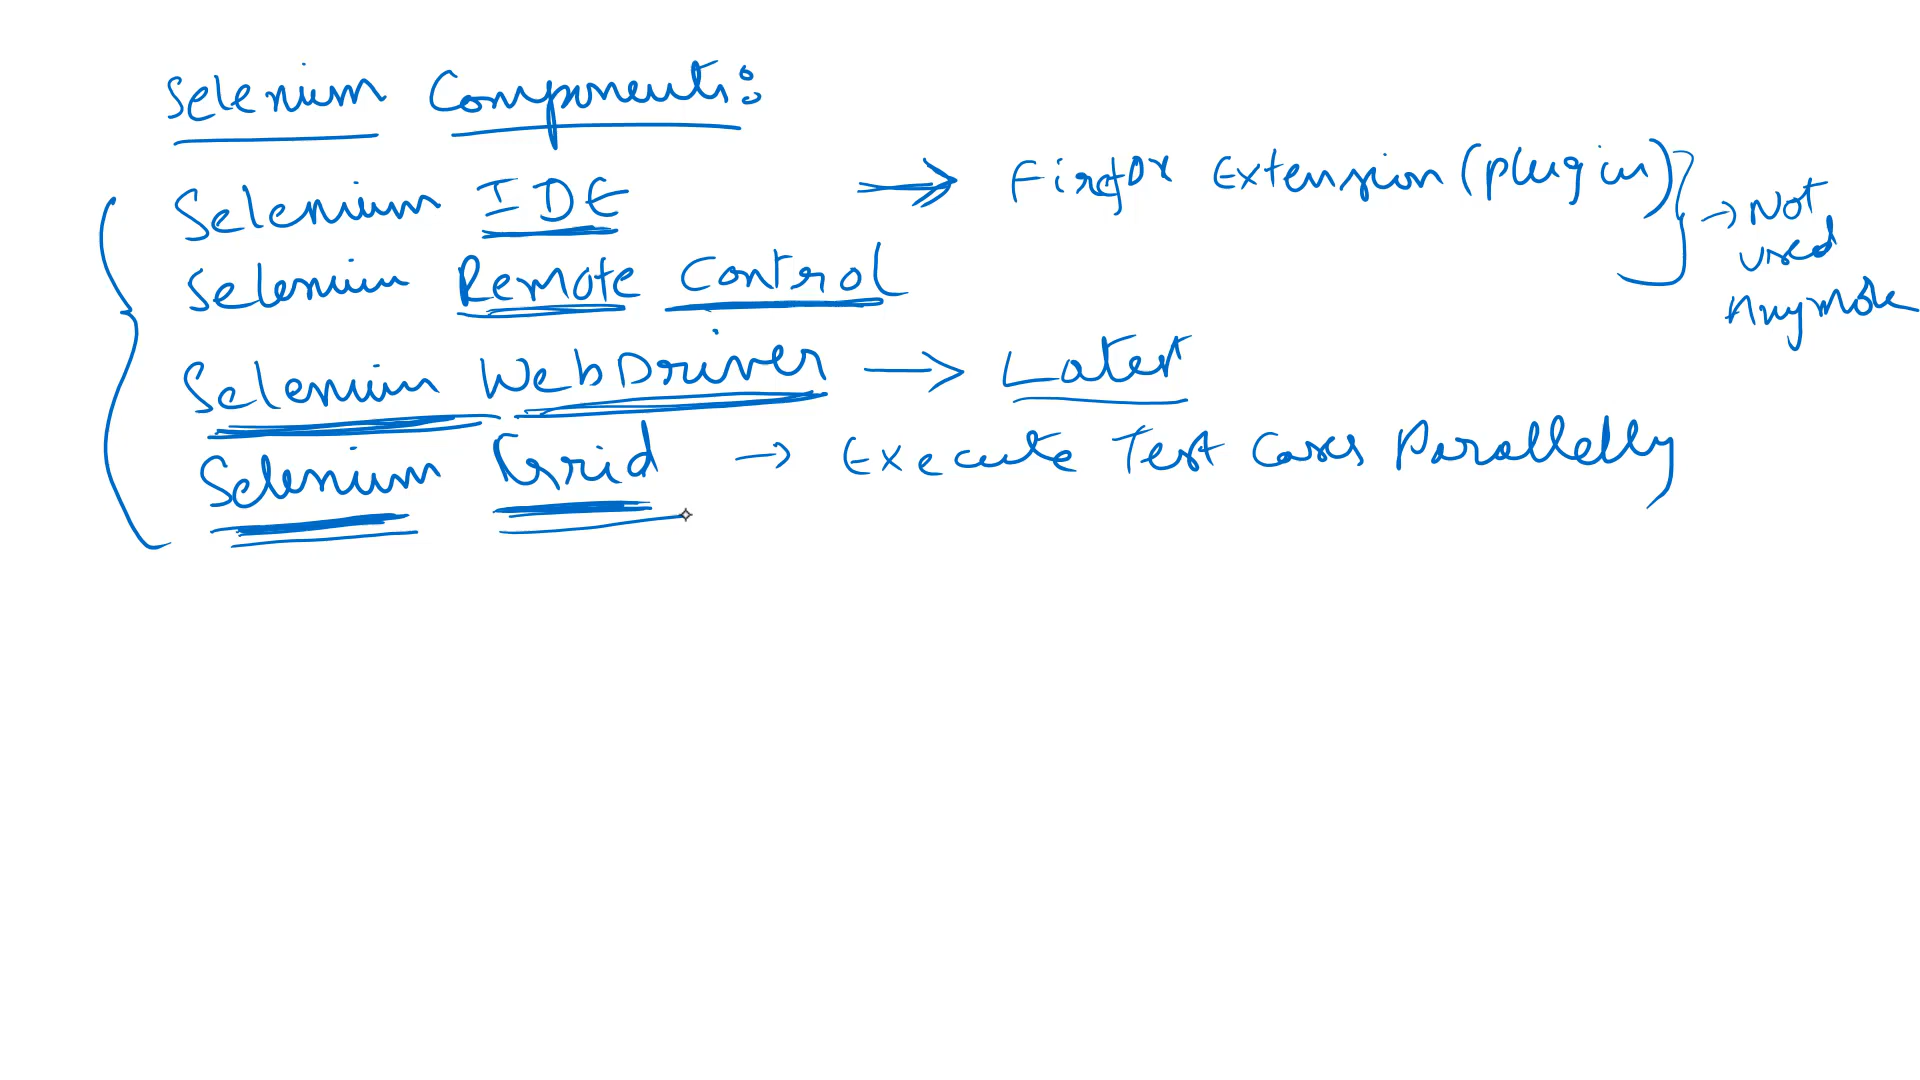 Selenium Components:
Selenium IDE → Firefox Extension (plugin)
Selenium Remote Control
→ Not
used
Anymore
Selenium WebDriver → Latest
Selenium Grid → Execute Test Cases Parallelly